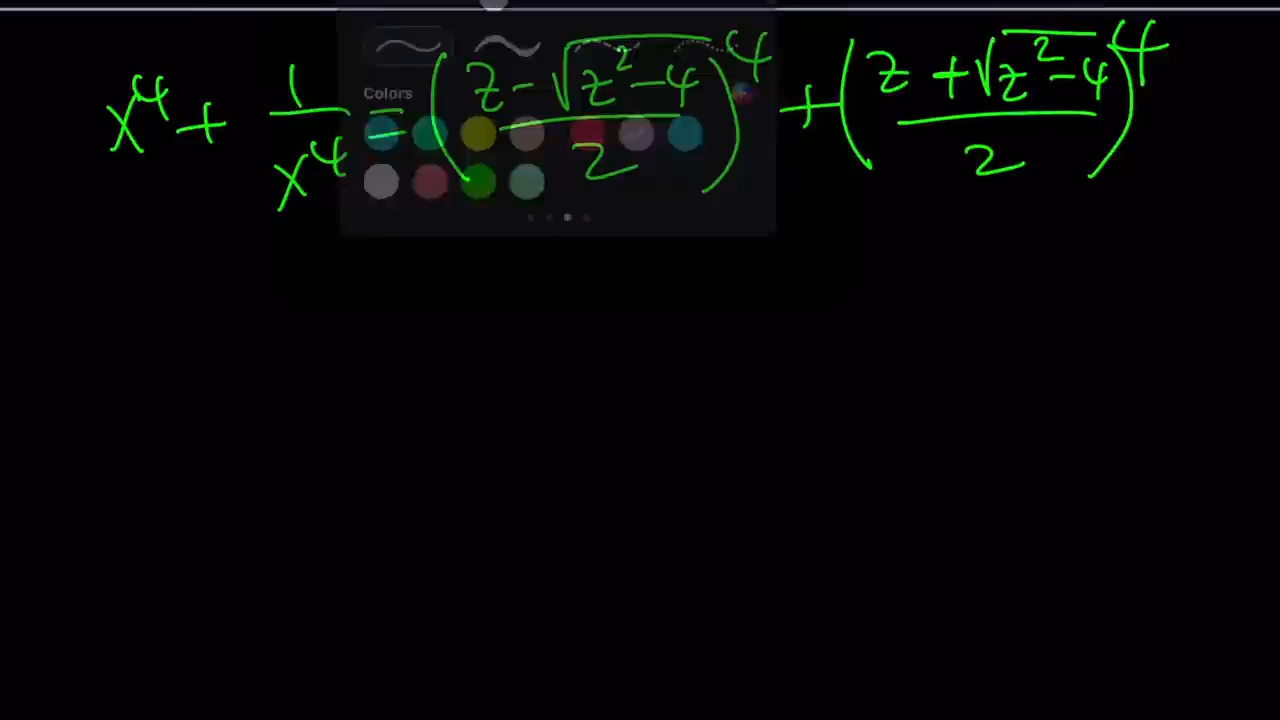 x⁴ + 1/x⁴ = ((z - √(z² - 4))/2)⁴ + ((z + √(z² - 4))/2)⁴
Colors